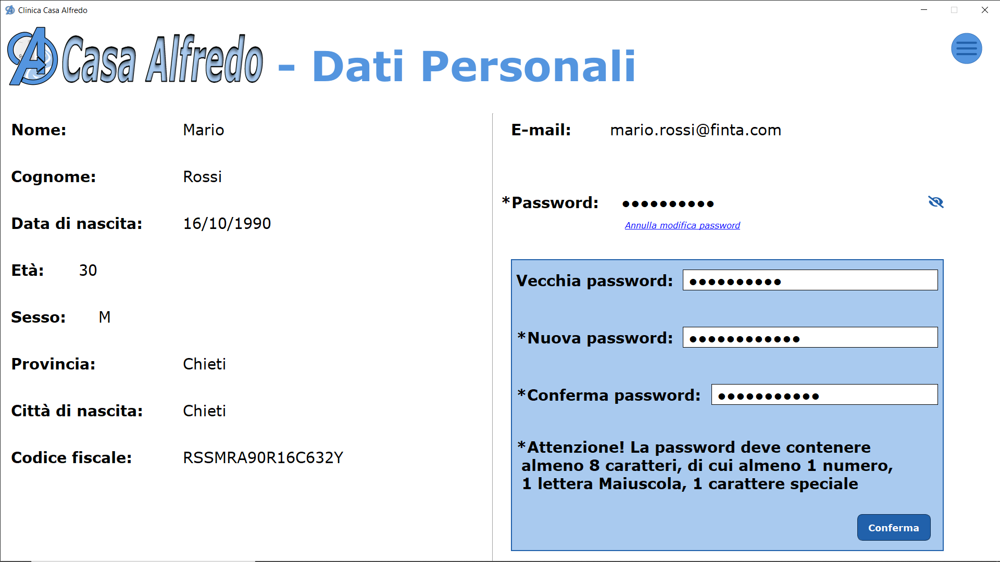 Clinica Casa Alfredo
Casa Alfredo - Dati Personali
Nome: Mario
Cognome: Rossi
Data di nascita: 16/10/1990
Età: 30
Sesso: M
Provincia: Chieti
Città di nascita: Chieti
Codice fiscale: RSSMRA90R16C632Y
E-mail: mario.rossi@finta.com
*Password: ●●●●●●●●●●
Annulla modifica password
Vecchia password: ●●●●●●●●●●
*Nuova password: ●●●●●●●●●●●●
*Conferma password: ●●●●●●●●●●●
*Attenzione! La password deve contenere
almeno 8 caratteri, di cui almeno 1 numero,
1 lettera Maiuscola, 1 carattere speciale
Conferma